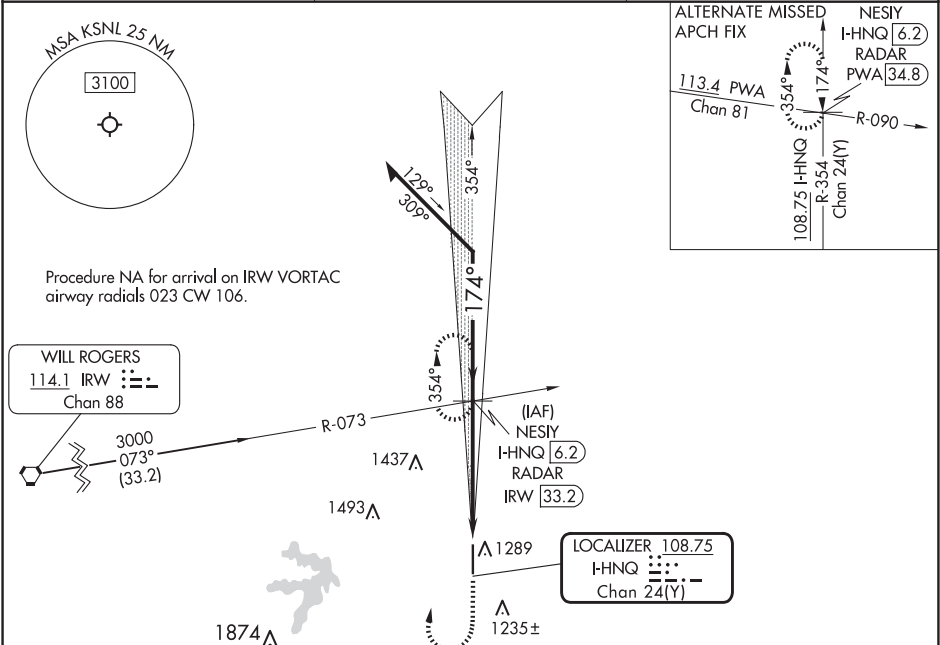 MSA KSNL 25 NM
3100
ALTERNATE MISSED
APCH FIX
NESIY
I-HNQ 6.2
RADAR
PWA 34.8
113.4 PWA
Chan 81
354°
174°
R-090
108.75 I-HNQ
R-354
Chan 24(Y)
129°
309°
354°
174°
Procedure NA for arrival on IRW VORTAC
airway radials 023 CW 106.
WILL ROGERS
114.1 IRW
Chan 88
3000
073°
(33.2)
R-073
354°
(IAF)
NESIY
I-HNQ 6.2
RADAR
IRW 33.2
1437
1493
1289
LOCALIZER 108.75
I-HNQ
Chan 24(Y)
1235±
1874